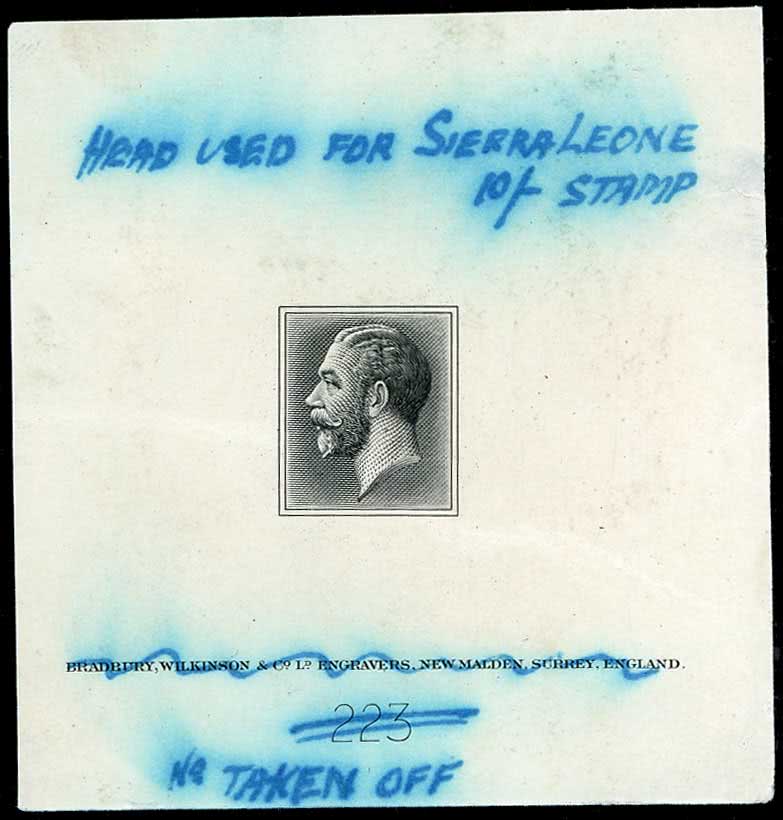 HEAD USED FOR SIERRA LEONE
10/- STAMP
BRADBURY, WILKINSON & Cº Lᴰ ENGRAVERS, NEW MALDEN, SURREY, ENGLAND.
223
Nº TAKEN OFF